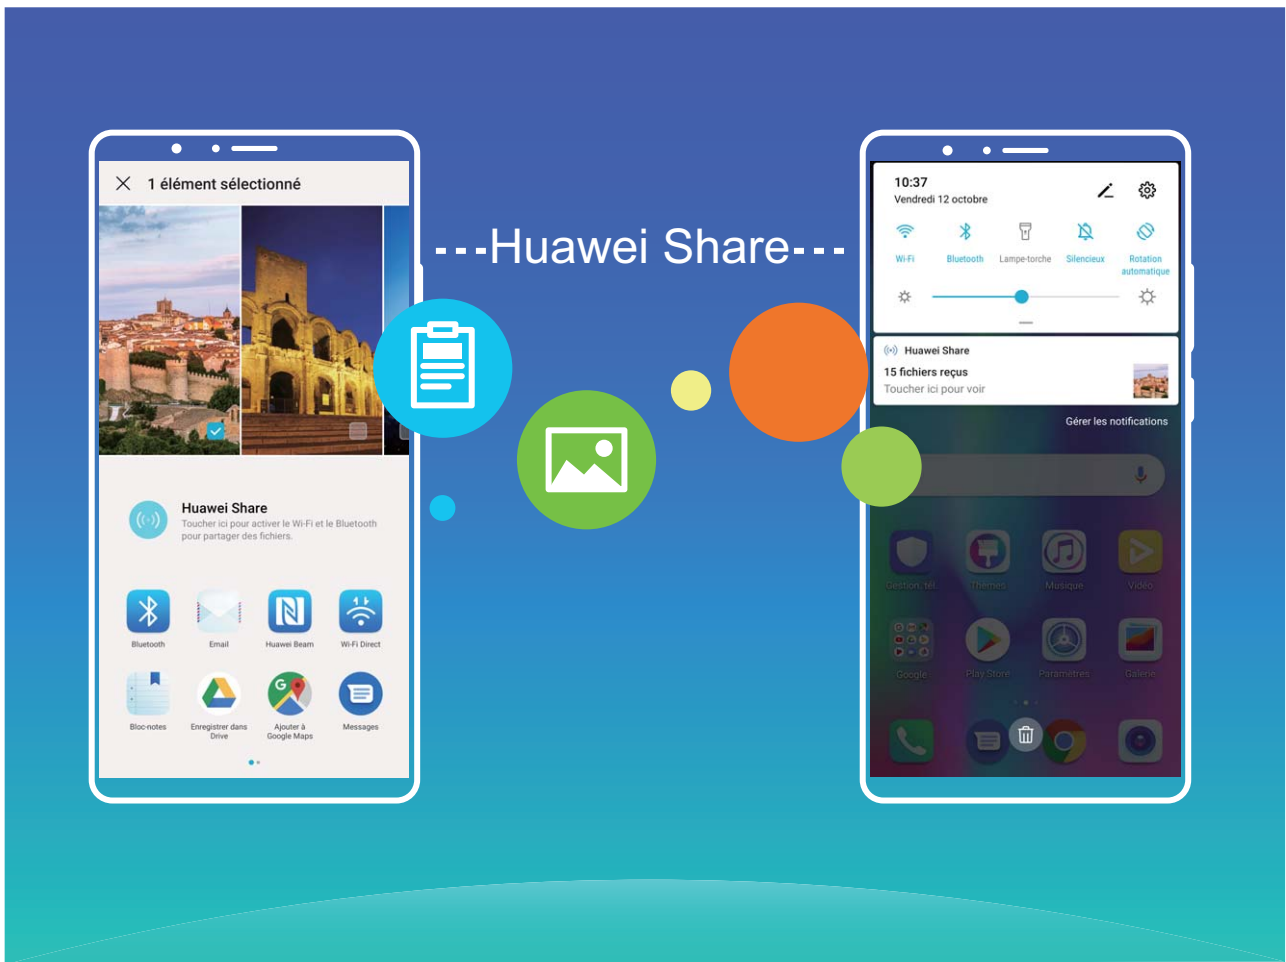 1 élément sélectionné
Huawei Share
Toucher ici pour activer le Wi-Fi et le Bluetooth
pour partager des fichiers.
Bluetooth
Email
Huawei Beam
Wi-Fi Direct
Bloc-notes
Enregistrer dans
Drive
Ajouter à
Google Maps
Messages
---Huawei Share---
10:37
Vendredi 12 octobre
Wi-Fi
Bluetooth
Lampe-torche
Silencieux
Rotation
automatique
Huawei Share
15 fichiers reçus
Toucher ici pour voir
Gérer les notifications
Gestion. tél.
Thèmes
Musique
Vidéo
Google
Play Store
Paramètres
Galerie